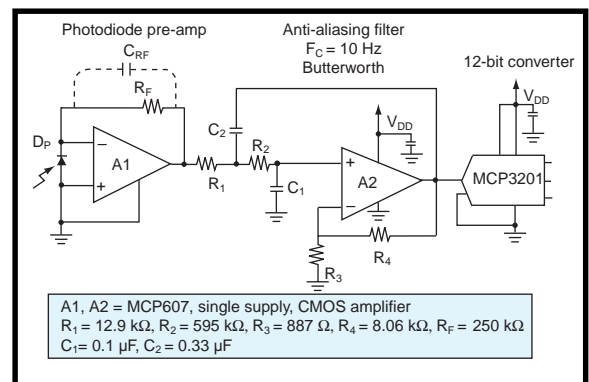 Photodiode pre-amp
Anti-aliasing filter
F_C = 10 Hz
Butterworth
12-bit converter
C_RF
R_F
V_DD
V_DD
C_2
R_2
D_P
–
+
A1
R_1
C_1
+
–
A2
MCP3201
R_4
R_3
A1, A2 = MCP607, single supply, CMOS amplifier
R_1 = 12.9 kΩ, R_2 = 595 kΩ, R_3 = 887 Ω, R_4 = 8.06 kΩ, R_F = 250 kΩ
C_1= 0.1 µF, C_2 = 0.33 µF